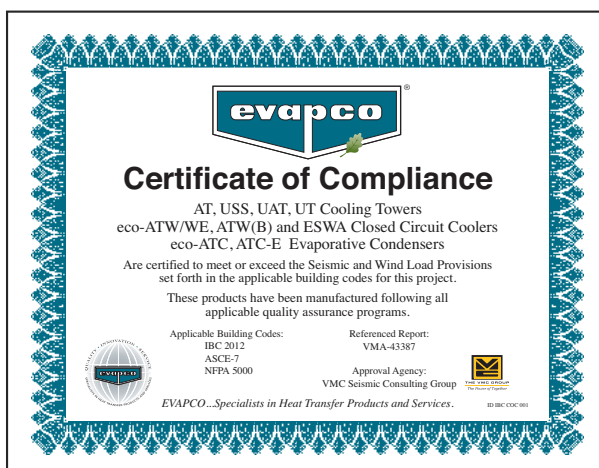 evapco
®
Certificate of Compliance
AT, USS, UAT, UT Cooling Towers
eco-ATW/WE, ATW(B) and ESWA Closed Circuit Coolers
eco-ATC, ATC-E Evaporative Condensers
Are certified to meet or exceed the Seismic and Wind Load Provisions
set forth in the applicable building codes for this project.
These products have been manufactured following all
applicable quality assurance programs.
Applicable Building Codes:
IBC 2012
ASCE-7
NFPA 5000
Referenced Report:
VMA-43387
Approval Agency:
VMC Seismic Consulting Group
QUALITY • INNOVATION • SERVICE
evapco
THE VMC GROUP
The Power of Together
EVAPCO...Specialists in Heat Transfer Products and Services.
ID IBC COC 001